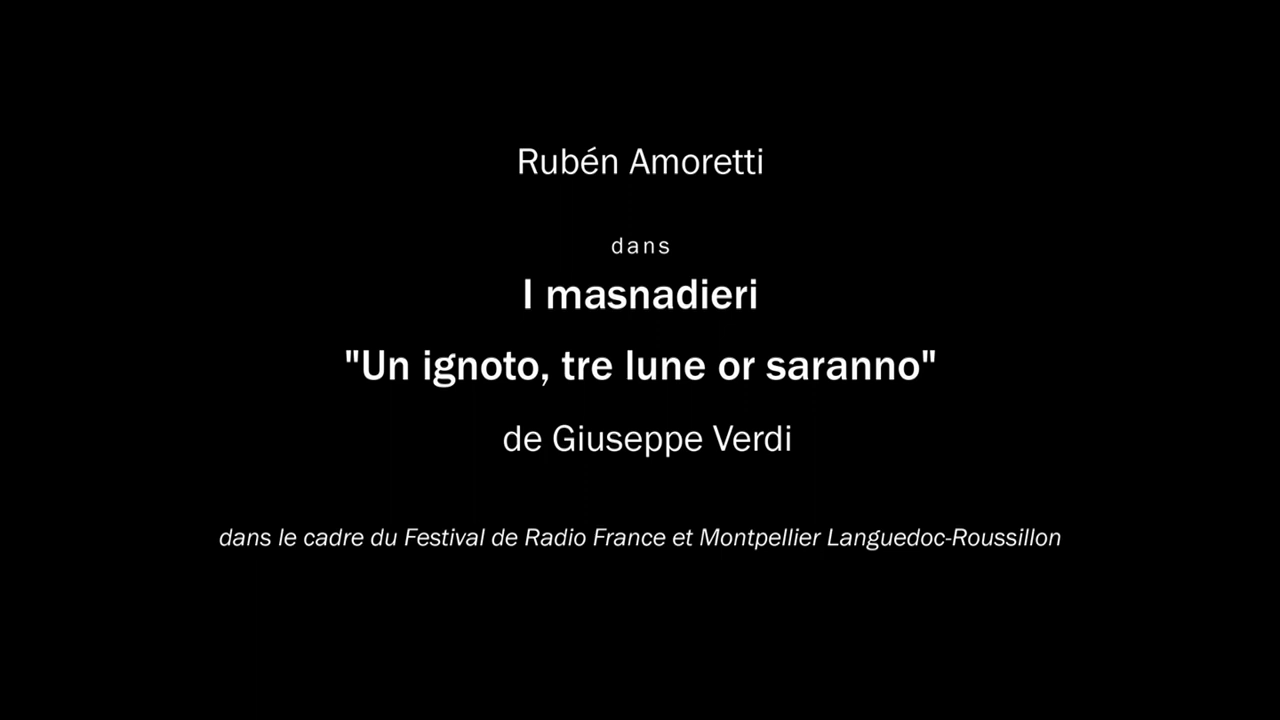 Rubén Amoretti
dans
I masnadieri
"Un ignoto, tre lune or saranno"
de Giuseppe Verdi
dans le cadre du Festival de Radio France et Montpellier Languedoc-Roussillon